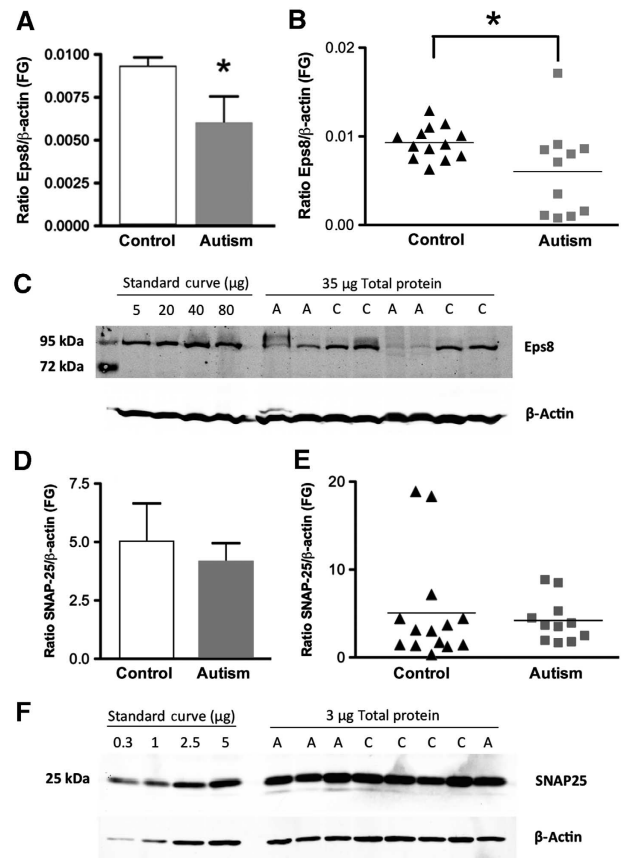 A
Ratio Eps8/β-actin (FG)
0.0100
0.0075
0.0050
0.0025
0.0000
*
Control Autism
B
Ratio Eps8/β-actin (FG)
0.02
0.01
0.00
*
Control Autism
C
Standard curve (µg) 35 µg Total protein
5 20 40 80 A A C C A A C C
95 kDa Eps8
72 kDa
β-Actin
D
Ratio SNAP-25/β-actin (FG)
7.5
5.0
2.5
0.0
Control Autism
E
Ratio SNAP-25/β-actin (FG)
20
10
0
Control Autism
F
Standard curve (µg) 3 µg Total protein
0.3 1 2.5 5 A A A C C C C A
25 kDa SNAP25
β-Actin